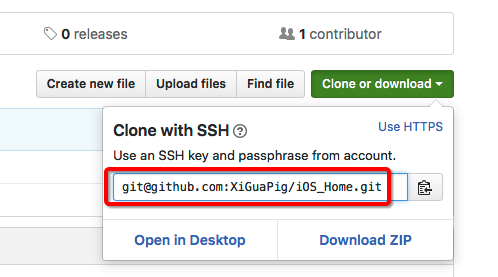 0 releases
1 contributor
Create new file
Upload files
Find file
Clone or download
Clone with SSH
Use HTTPS
Use an SSH key and passphrase from account.
git@github.com:XiGuaPig/iOS_Home.git
Open in Desktop
Download ZIP